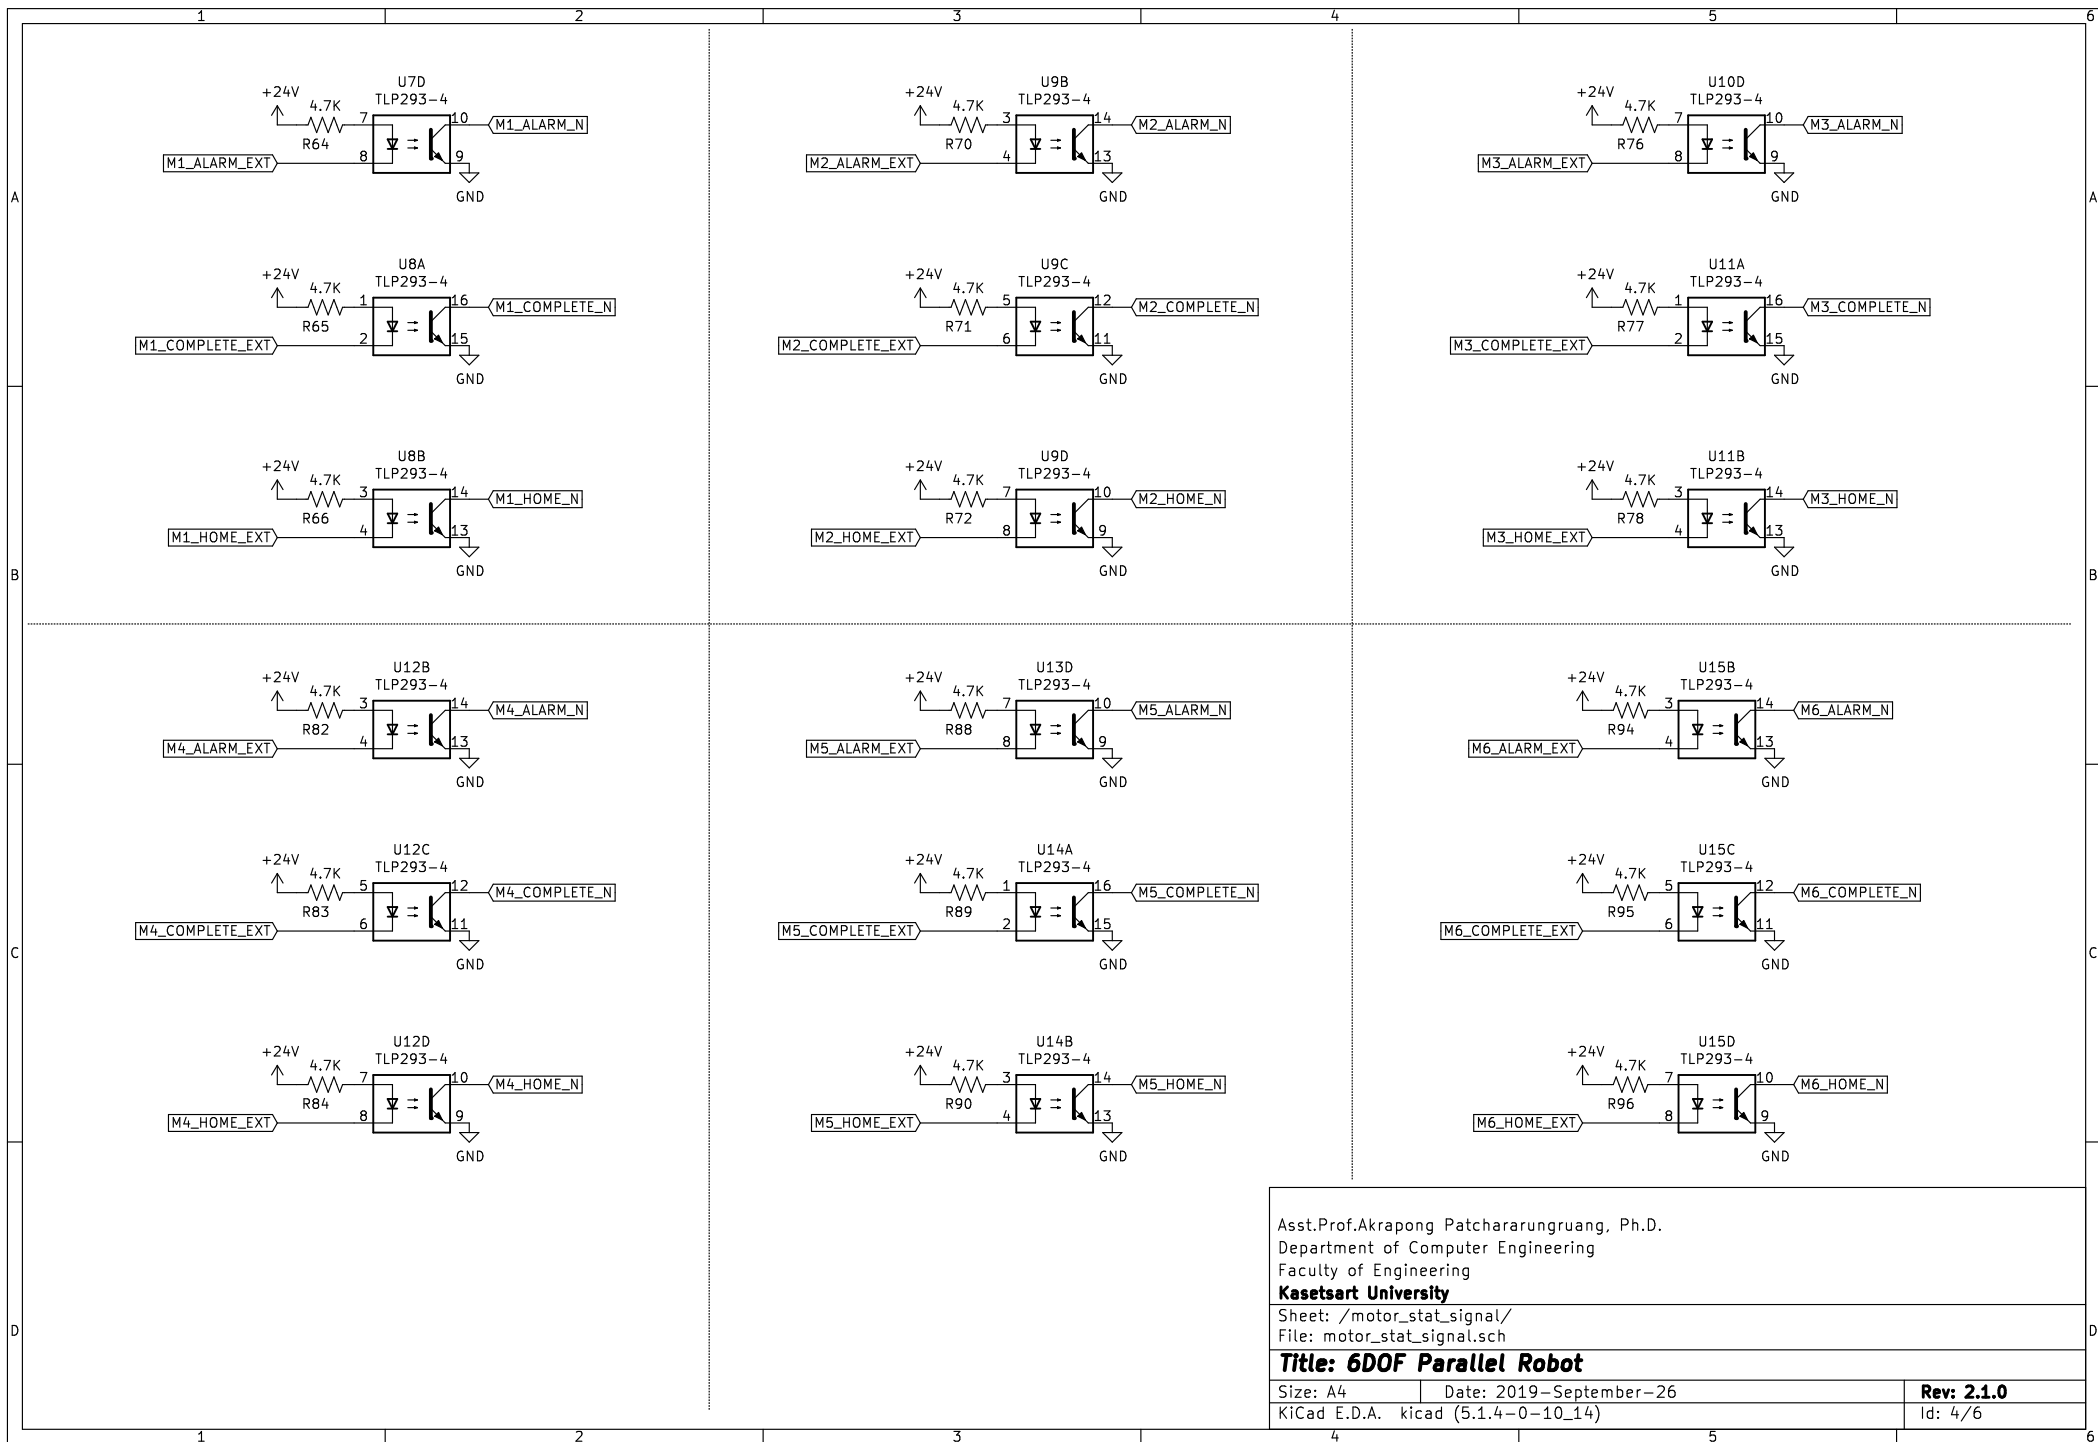 1 2 3 4 5 6
U7D
TLP293-4
+24V
4.7K
R64
7 10
M1_ALARM_N
M1_ALARM_EXT
8 9
GND
U9B
TLP293-4
+24V
4.7K
R70
3 14
M2_ALARM_N
M2_ALARM_EXT
4 13
GND
U10D
TLP293-4
+24V
4.7K
R76
7 10
M3_ALARM_N
M3_ALARM_EXT
8 9
GND
A A
U8A
TLP293-4
+24V
4.7K
R65
1 16
M1_COMPLETE_N
M1_COMPLETE_EXT
2 15
GND
U9C
TLP293-4
+24V
4.7K
R71
5 12
M2_COMPLETE_N
M2_COMPLETE_EXT
6 11
GND
U11A
TLP293-4
+24V
4.7K
R77
1 16
M3_COMPLETE_N
M3_COMPLETE_EXT
2 15
GND
U8B
TLP293-4
+24V
4.7K
R66
3 14
M1_HOME_N
M1_HOME_EXT
4 13
GND
U9D
TLP293-4
+24V
4.7K
R72
7 10
M2_HOME_N
M2_HOME_EXT
8 9
GND
U11B
TLP293-4
+24V
4.7K
R78
3 14
M3_HOME_N
M3_HOME_EXT
4 13
GND
B B
U12B
TLP293-4
+24V
4.7K
R82
3 14
M4_ALARM_N
M4_ALARM_EXT
4 13
GND
U13D
TLP293-4
+24V
4.7K
R88
7 10
M5_ALARM_N
M5_ALARM_EXT
8 9
GND
U15B
TLP293-4
+24V
4.7K
R94
3 14
M6_ALARM_N
M6_ALARM_EXT
4 13
GND
U12C
TLP293-4
+24V
4.7K
R83
5 12
M4_COMPLETE_N
M4_COMPLETE_EXT
6 11
GND
U14A
TLP293-4
+24V
4.7K
R89
1 16
M5_COMPLETE_N
M5_COMPLETE_EXT
2 15
GND
U15C
TLP293-4
+24V
4.7K
R95
5 12
M6_COMPLETE_N
M6_COMPLETE_EXT
6 11
GND
C C
U12D
TLP293-4
+24V
4.7K
R84
7 10
M4_HOME_N
M4_HOME_EXT
8 9
GND
U14B
TLP293-4
+24V
4.7K
R90
3 14
M5_HOME_N
M5_HOME_EXT
4 13
GND
U15D
TLP293-4
+24V
4.7K
R96
7 10
M6_HOME_N
M6_HOME_EXT
8 9
GND
Asst.Prof.Akrapong Patchararungruang, Ph.D.
Department of Computer Engineering
Faculty of Engineering
Kasetsart University
Sheet: /motor_stat_signal/
File: motor_stat_signal.sch
D D
Title: 6DOF Parallel Robot
Size: A4 Date: 2019-September-26 Rev: 2.1.0
KiCad E.D.A. kicad (5.1.4-0-10_14) Id: 4/6
1 2 3 4 5 6